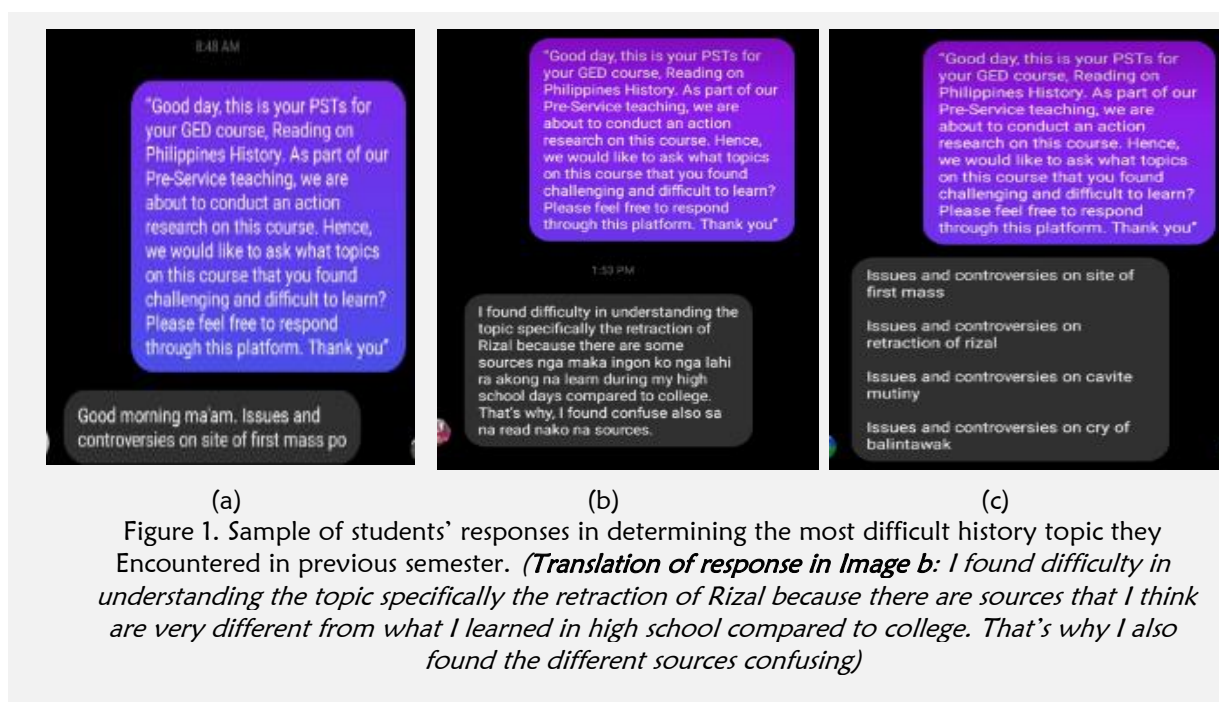 8:48 AM
"Good day, this is your PSTs for
your GED course, Reading on
Philippines History. As part of our
Pre-Service teaching, we are
about to conduct an action
research on this course. Hence,
we would like to ask what topics
on this course that you found
challenging and difficult to learn?
Please feel free to respond
through this platform. Thank you"
Good morning ma'am. Issues and
controversies on site of first mass po
"Good day, this is your PSTs for
your GED course, Reading on
Philippines History. As part of our
Pre-Service teaching, we are
about to conduct an action
research on this course. Hence,
we would like to ask what topics
on this course that you found
challenging and difficult to learn?
Please feel free to respond
through this platform. Thank you"
1:53 PM
I found difficulty in understanding the
topic specifically the retraction of
Rizal because there are some
sources nga maka ingon ko nga lahi
ra akong na learn during my high
school days compared to college.
That's why, I found confuse also sa
na read nako na sources.
"Good day, this is your PSTs for
your GED course, Reading on
Philippines History. As part of our
Pre-Service teaching, we are
about to conduct an action
research on this course. Hence,
we would like to ask what topics
on this course that you found
challenging and difficult to learn?
Please feel free to respond
through this platform. Thank you"
Issues and controversies on site of
first mass
Issues and controversies on
retraction of rizal
Issues and controversies on cavite
mutiny
Issues and controversies on cry of
balintawak
(a) (b) (c)
Figure 1. Sample of students' responses in determining the most difficult history topic they
Encountered in previous semester. (Translation of response in Image b: I found difficulty in
understanding the topic specifically the retraction of Rizal because there are sources that I think
are very different from what I learned in high school compared to college. That's why I also
found the different sources confusing)